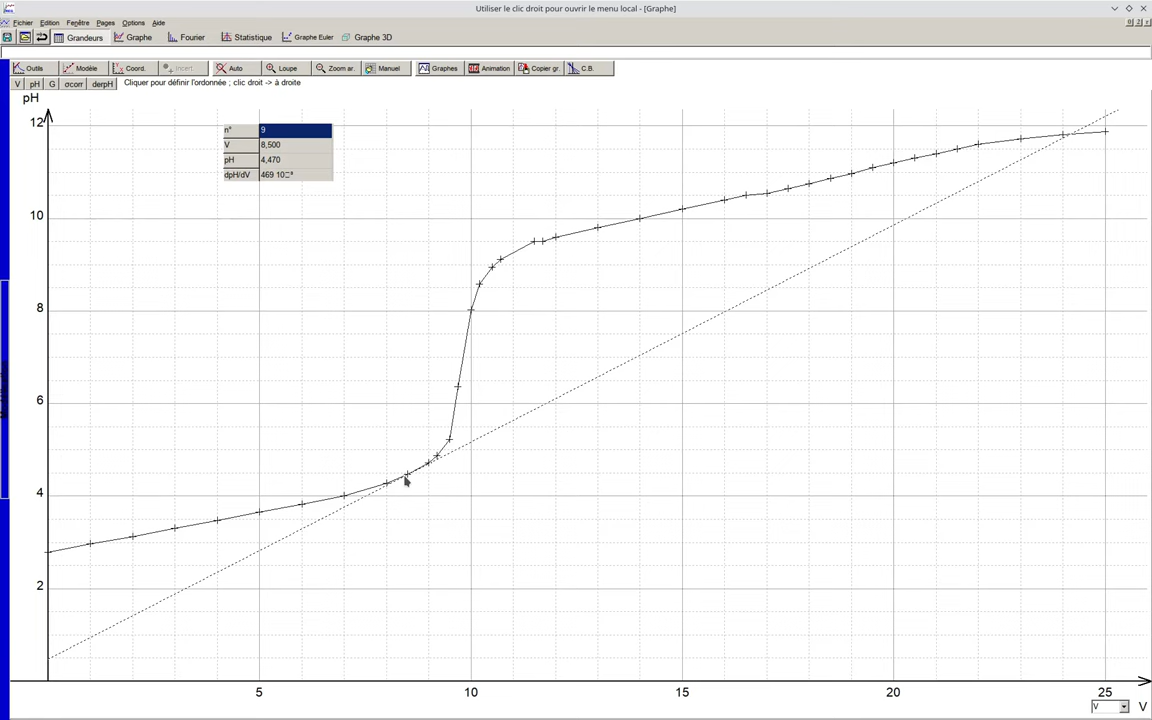 Utiliser le clic droit pour ouvrir le menu local - [Graphe]
Fichier Edition Fenêtre Pages Options Aide
Grandeurs Graphe Fourier Statistique Graphe Euler Graphe 3D
Outils Modèle Coord. Insert. Auto Loupe Zoom ar. Manuel Graphes Animation Copier gr. C.B.
V pH G σcorr derpH Cliquer pour définir l'ordonnée ; clic droit -> à droite
pH
12
n° 9
V 8,500
pH 4,470
dpH/dV 469 10
10
8
6
4
2
5 10 15 20 25
V V